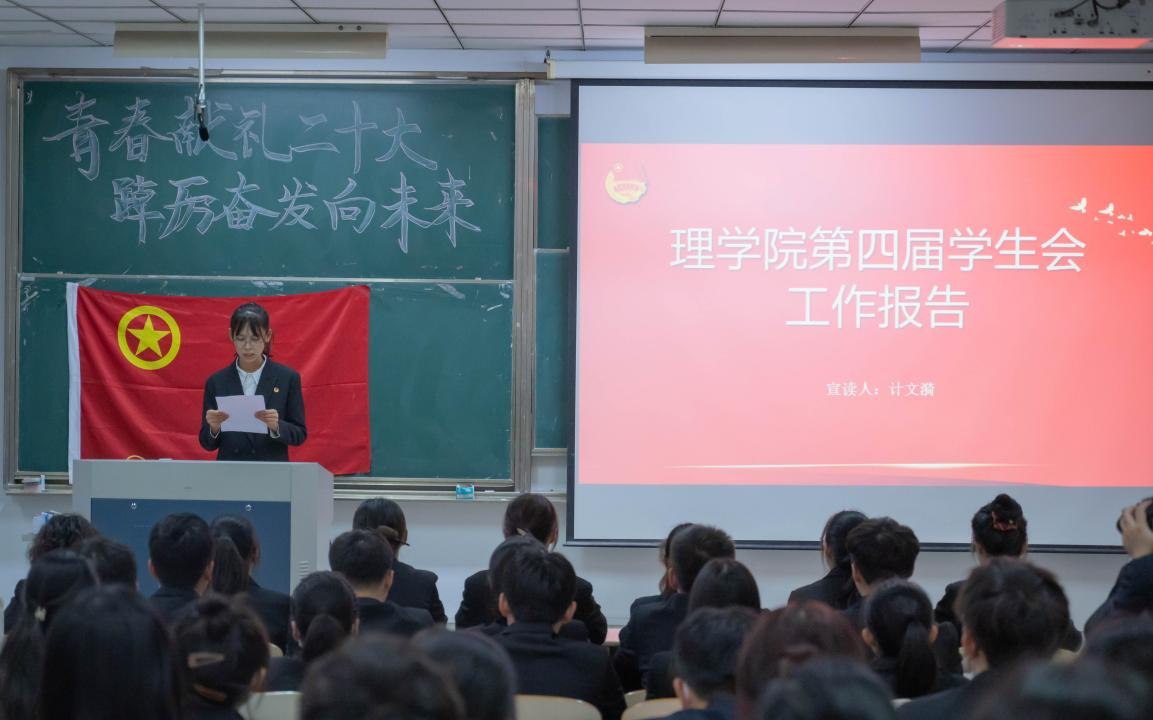 青春献礼二十大
踔厉奋发向未来
理学院第四届学生会
工作报告
宣读人：计文漪